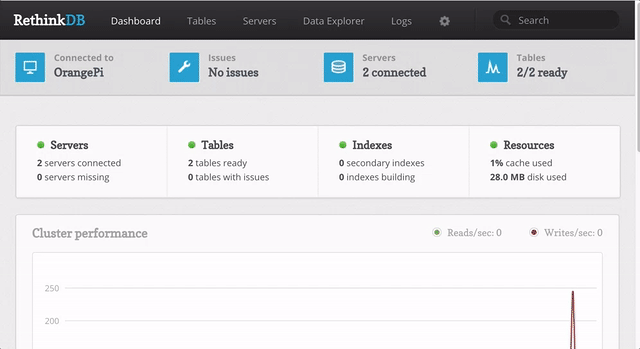 RethinkDB Dashboard Tables Servers Data Explorer Logs Search
Connected to Issues Servers Tables
OrangePi No issues 2 connected 2/2 ready
Servers Tables Indexes Resources
2 servers connected 2 tables ready 0 secondary indexes 1% cache used
0 servers missing 0 tables with issues 0 indexes building 28.0 MB disk used
Cluster performance Reads/sec: 0 Writes/sec: 0
250
200